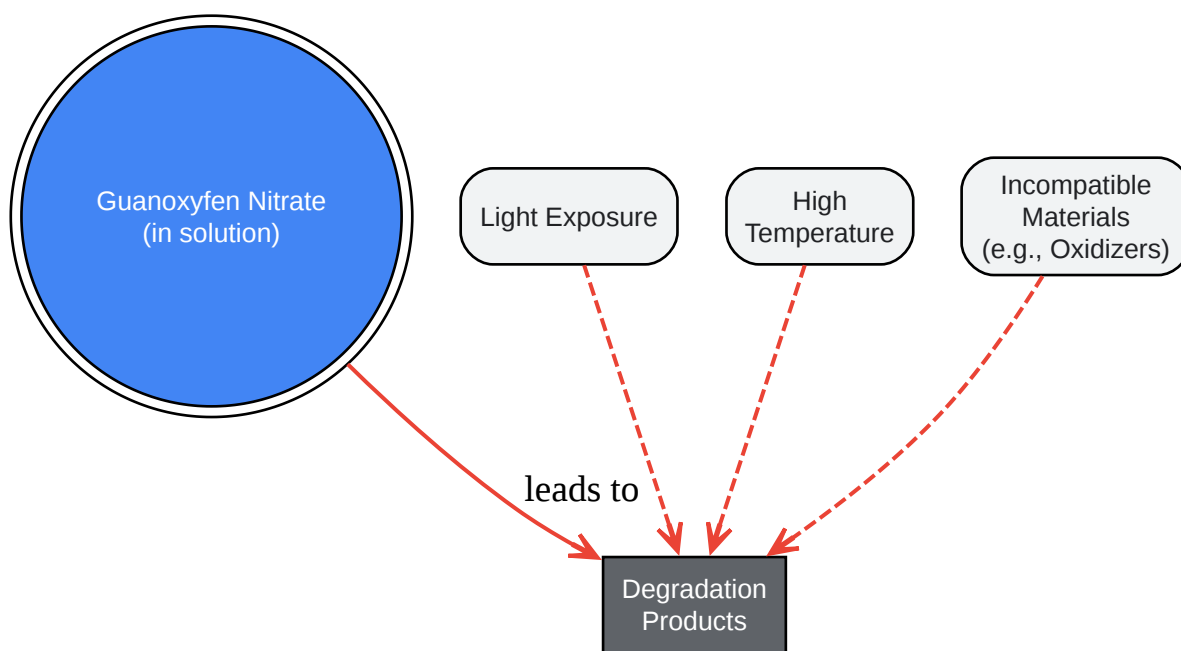 Guanoxyfen Nitrate
(in solution)
Light Exposure
High
Temperature
Incompatible
Materials
(e.g., Oxidizers)
leads to
Degradation
Products